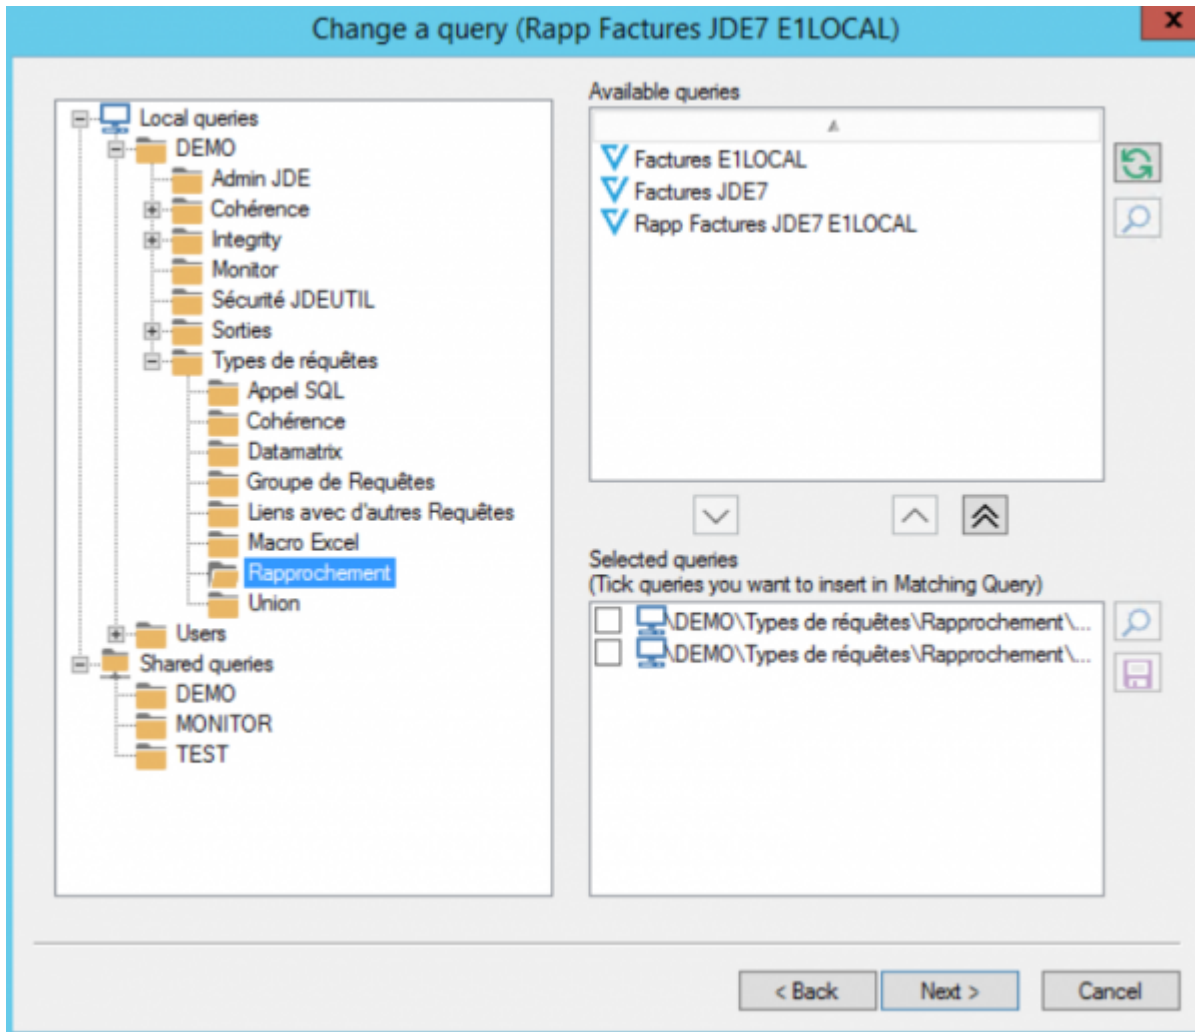 Change a query (Rapp Factures JDE7 E1LOCAL)
x
Local queries
DEMO
Admin JDE
Cohérence
Integrity
Monitor
Sécurité JDEUTIL
Sorties
Types de réquêtes
Appel SQL
Cohérence
Datamatrix
Groupe de Requêtes
Liens avec d'autres Requêtes
Macro Excel
Rapprochement
Union
Users
Shared queries
DEMO
MONITOR
TEST
Available queries
Factures E1LOCAL
Factures JDE7
Rapp Factures JDE7 E1LOCAL
Selected queries
(Tick queries you want to insert in Matching Query)
\DEMO\Types de réquêtes\Rapprochement\...
\DEMO\Types de réquêtes\Rapprochement\...
< Back
Next >
Cancel